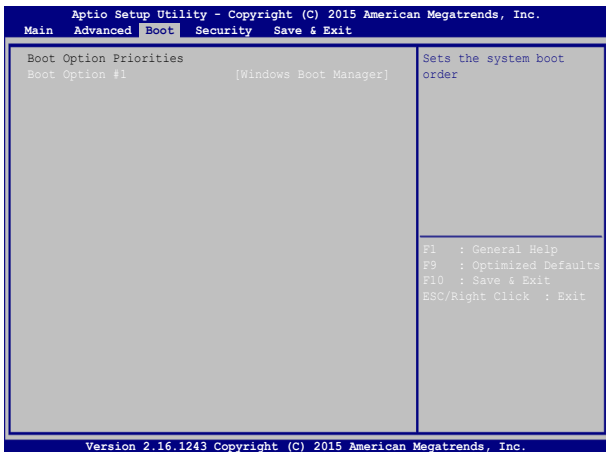 Aptio Setup Utility - Copyright (C) 2015 American Megatrends, Inc.
Main Advanced Boot Security Save & Exit
Boot Option Priorities
Boot Option #1 [Windows Boot Manager]
Sets the system boot
order
F1 : General Help
F9 : Optimized Defaults
F10 : Save & Exit
ESC/Right Click : Exit
Version 2.16.1243 Copyright (C) 2015 American Megatrends, Inc.